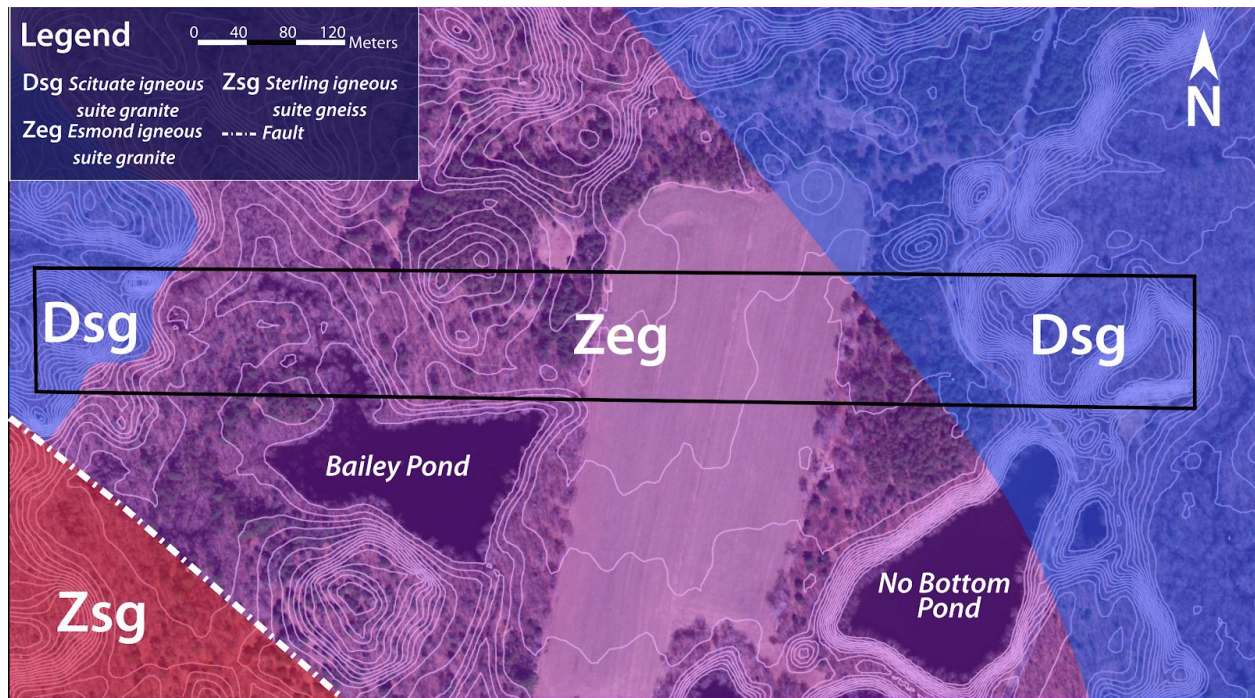 Legend
0 40 80 120 Meters
Dsg Scituate igneous suite granite
Zsg Sterling igneous suite gneiss
Zeg Esmond igneous suite granite
Fault
N
Dsg
Zeg
Dsg
Bailey Pond
No Bottom
Pond
Zsg